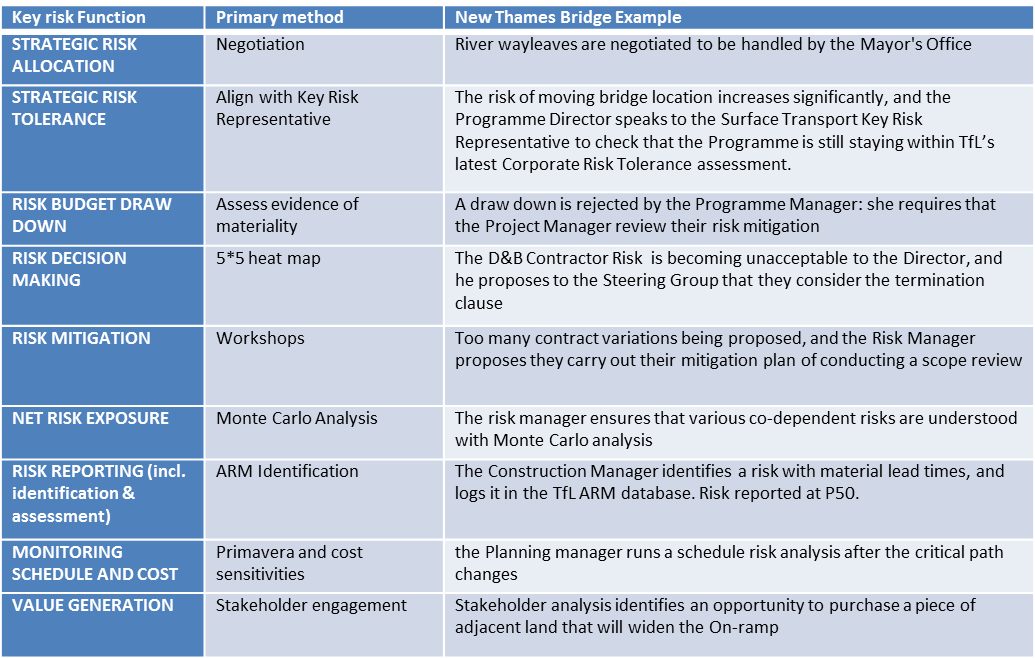 Key risk Function
Primary method
New Thames Bridge Example
STRATEGIC RISK
ALLOCATION
Negotiation
River wayleaves are negotiated to be handled by the Mayor's Office
STRATEGIC RISK
TOLERANCE
Align with Key Risk
Representative
The risk of moving bridge location increases significantly, and the
Programme Director speaks to the Surface Transport Key Risk
Representative to check that the Programme is still staying within TfL’s
latest Corporate Risk Tolerance assessment.
RISK BUDGET DRAW
DOWN
Assess evidence of
materiality
A draw down is rejected by the Programme Manager: she requires that
the Project Manager review their risk mitigation
RISK DECISION
MAKING
5*5 heat map
The D&B Contractor Risk is becoming unacceptable to the Director, and
he proposes to the Steering Group that they consider the termination
clause
RISK MITIGATION
Workshops
Too many contract variations being proposed, and the Risk Manager
proposes they carry out their mitigation plan of conducting a scope review
NET RISK EXPOSURE
Monte Carlo Analysis
The risk manager ensures that various co-dependent risks are understood
with Monte Carlo analysis
RISK REPORTING (incl.
identification &
assessment)
ARM Identification
The Construction Manager identifies a risk with material lead times, and
logs it in the TfL ARM database. Risk reported at P50.
MONITORING
SCHEDULE AND COST
Primavera and cost
sensitivities
the Planning manager runs a schedule risk analysis after the critical path
changes
VALUE GENERATION
Stakeholder engagement
Stakeholder analysis identifies an opportunity to purchase a piece of
adjacent land that will widen the On-ramp